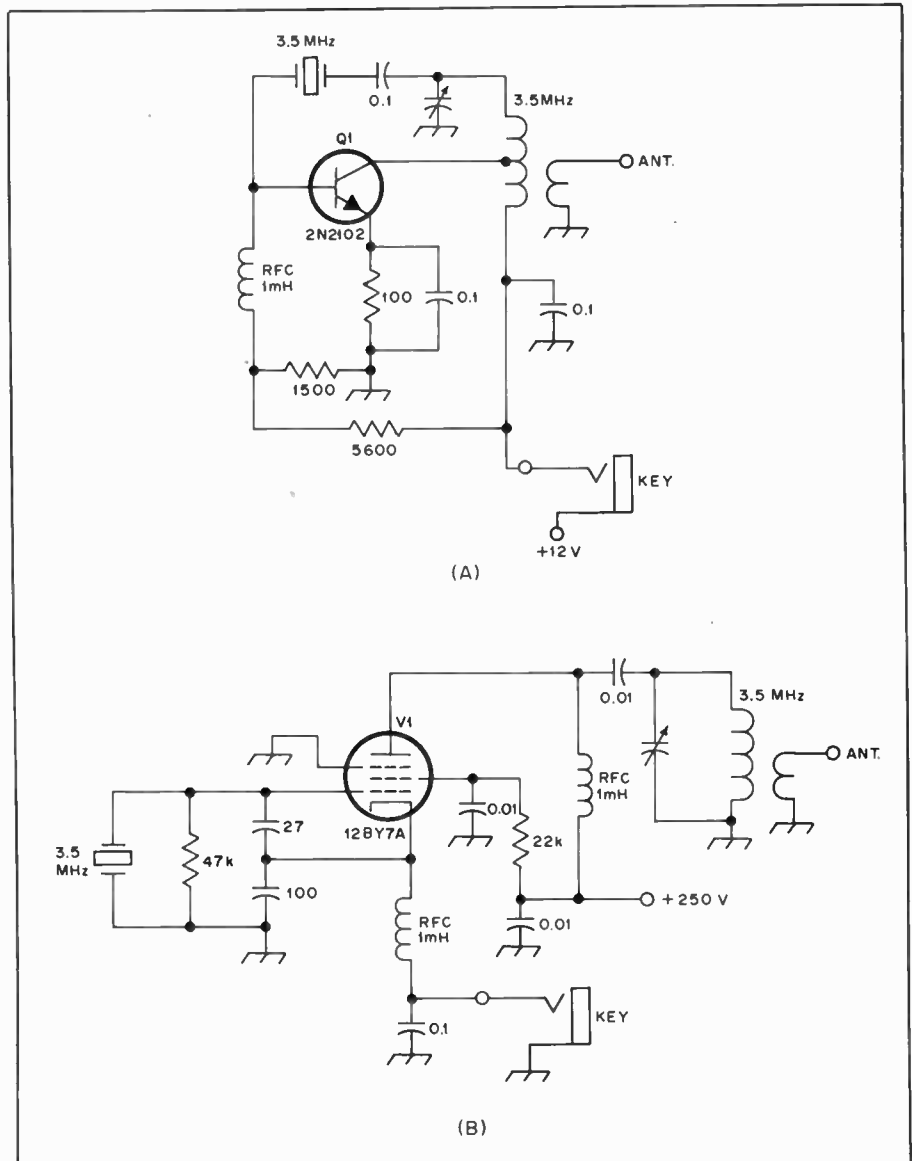 3.5 MHz
0.1
3.5MHz
Q1
ANT.
2N2102
RFC
1mH
100
0.1
0.1
1500
5600
KEY
+12 V
(A)
0.01
3.5 MHz
V1
ANT.
RFC
1mH
0.01
12BY7A
27
22k
3.5
MHz
47k
100
+250 V
RFC
1mH
0.01
KEY
0.1
(B)